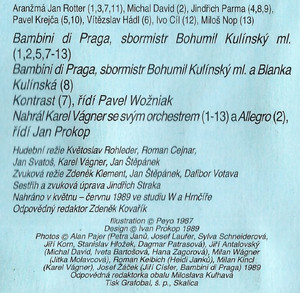 Aranžmá Jan Rotter (1,3,7,11), Michal David (2), Jindřich Parma (4,8,9),
Pavel Krejča (5,10), Vítězslav Hádl (6), Ivo Cíl (12), Miloš Nop (13)
Bambini di Praga, sbormistr Bohumil Kulínský ml.
(1,2,5,7-13)
Bambini di Praga, sbormistr Bohumil Kulínský ml. a Blanka
Kulínská (8)
Kontrast (7), řídí Pavel Wožniak
Nahrál Karel Vágner se svým orchestrem (1-13) a Allegro (2),
řídí Jan Prokop
Hudební režie Květoslav Rohleder, Roman Cejnar,
Jan Svatoš, Karel Vágner, Jan Štěpánek
Zvuková režie Zdeněk Klement, Jan Štěpánek, Dalibor Votava
Sestřih a zvuková úprava Jindřich Straka
Nahráno v květnu - červnu 1989 ve studiu W a Mrnčíře
Odpovědný redaktor Zdeněk Kovařík
Illustration © Peyo 1987
Design © Ivan Prokop 1989
Photos © Alan Pajer (Petra Janů, Josef Laufer, Sylva Schneiderová,
Jiří Korn, Stanislav Hložek, Dagmar Patrasová), Jiří Antalovský
(Michal David, Iveta Bartošová, Hana Zagorová), Milan Wágner
(Jitka Molavcová), Roman Kelbich (Heidi Janků), Milan Kincl
(Karel Vágner), Josef Žáček (Jiří Císler, Bambini di Praga) 1989
Odpovědná redaktorka obalu Miloslava Kufhavá
Tisk Grafobal, š. p., Skalica